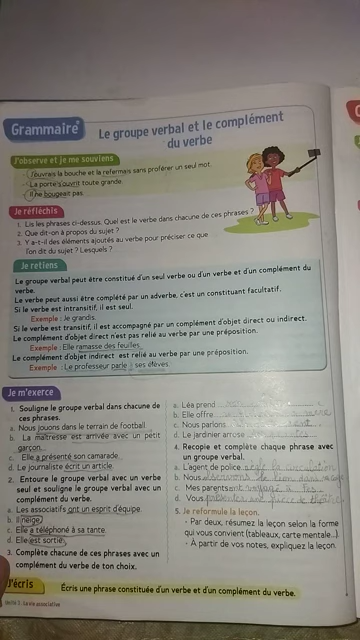 Grammaire
Le groupe verbal et le complément
du verbe
J'observe et je me souviens
- J'ouvrais la bouche et la refermais sans proférer un seul mot.
- La porte s'ouvrit toute grande.
- Il ne bougeait pas
Je réfléchis
1. Lis les phrases ci-dessus. Quel est le verbe dans chacune de ces phrases ?
2. Que dit-on à propos du sujet ?
3. Y a-t-il des éléments ajoutés au verbe pour préciser ce que
l'on dit du sujet ? Lesquels ?
Je retiens
Le groupe verbal peut être constitué d'un seul verbe ou d'un verbe et d'un complément du
verbe.
Le verbe peut aussi être complété par un adverbe, c'est un constituant facultatif.
Si le verbe est intransitif, il est seul.
Exemple : Je grandis.
Si le verbe est transitif, il est accompagné par un complément d'objet direct ou indirect.
Le complément d'objet direct n'est pas relié au verbe par une préposition.
Exemple : Elle ramasse des feuilles.
Le complément d'objet indirect est relié au verbe par une préposition.
Exemple : Le professeur parle à ses élèves.
Je m'exerce
1. Souligne le groupe verbal dans chacune de
ces phrases.
a. Nous jouons dans le terrain de football
b. La maîtresse est arrivée avec un petit
garçon.
c. Elle a présenté son camarade.
d. Le journaliste écrit un article.
2. Entoure le groupe verbal avec un verbe
seul et souligne le groupe verbal avec un
complément du verbe.
a. Les associatifs ont un esprit d'équipe.
b. Il neige.
c. Elle a téléphoné à sa tante.
d. Elle est sortie.
3. Complète chacune de ces phrases avec un
complément du verbe de ton choix.
a. Léa prend
b. Elle offre
c. Nous parlons
d. Le jardinier arrose
4. Recopie et complète chaque phrase avec
un groupe verbal.
a. L'agent de police règle la circulation
b. Nous
c. Mes parents
d. Vous
5. Je reformule la leçon.
- Par deux, résumez la leçon selon la forme
qui vous convient (tableaux, carte mentale...)
- À partir de vos notes, expliquez la leçon.
J'écris
Écris une phrase constituée d'un verbe et d'un complément du verbe.